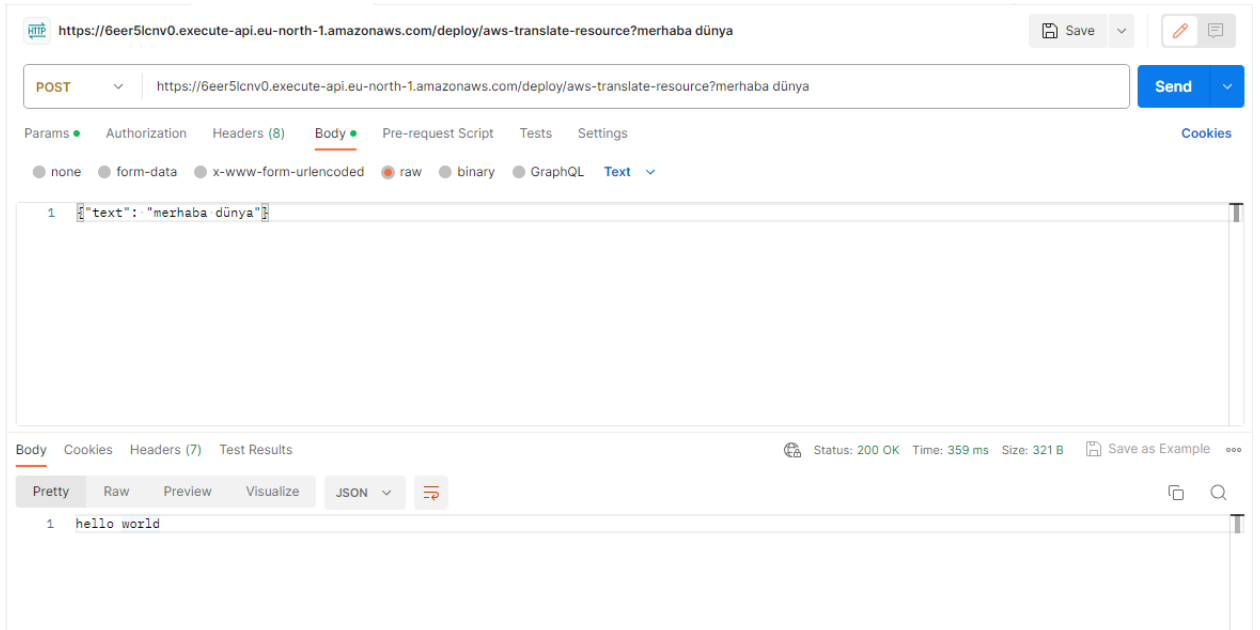 HTTP https://6eer5lcnv0.execute-api.eu-north-1.amazonaws.com/deploy/aws-translate-resource?merhaba dünya Save
POST https://6eer5lcnv0.execute-api.eu-north-1.amazonaws.com/deploy/aws-translate-resource?merhaba dünya Send
Params Authorization Headers (8) Body Pre-request Script Tests Settings Cookies
none form-data x-www-form-urlencoded raw binary GraphQL Text
1 {"text": "merhaba dünya"}
Body Cookies Headers (7) Test Results Status: 200 OK Time: 359 ms Size: 321 B Save as Example
Pretty Raw Preview Visualize JSON
1 hello world